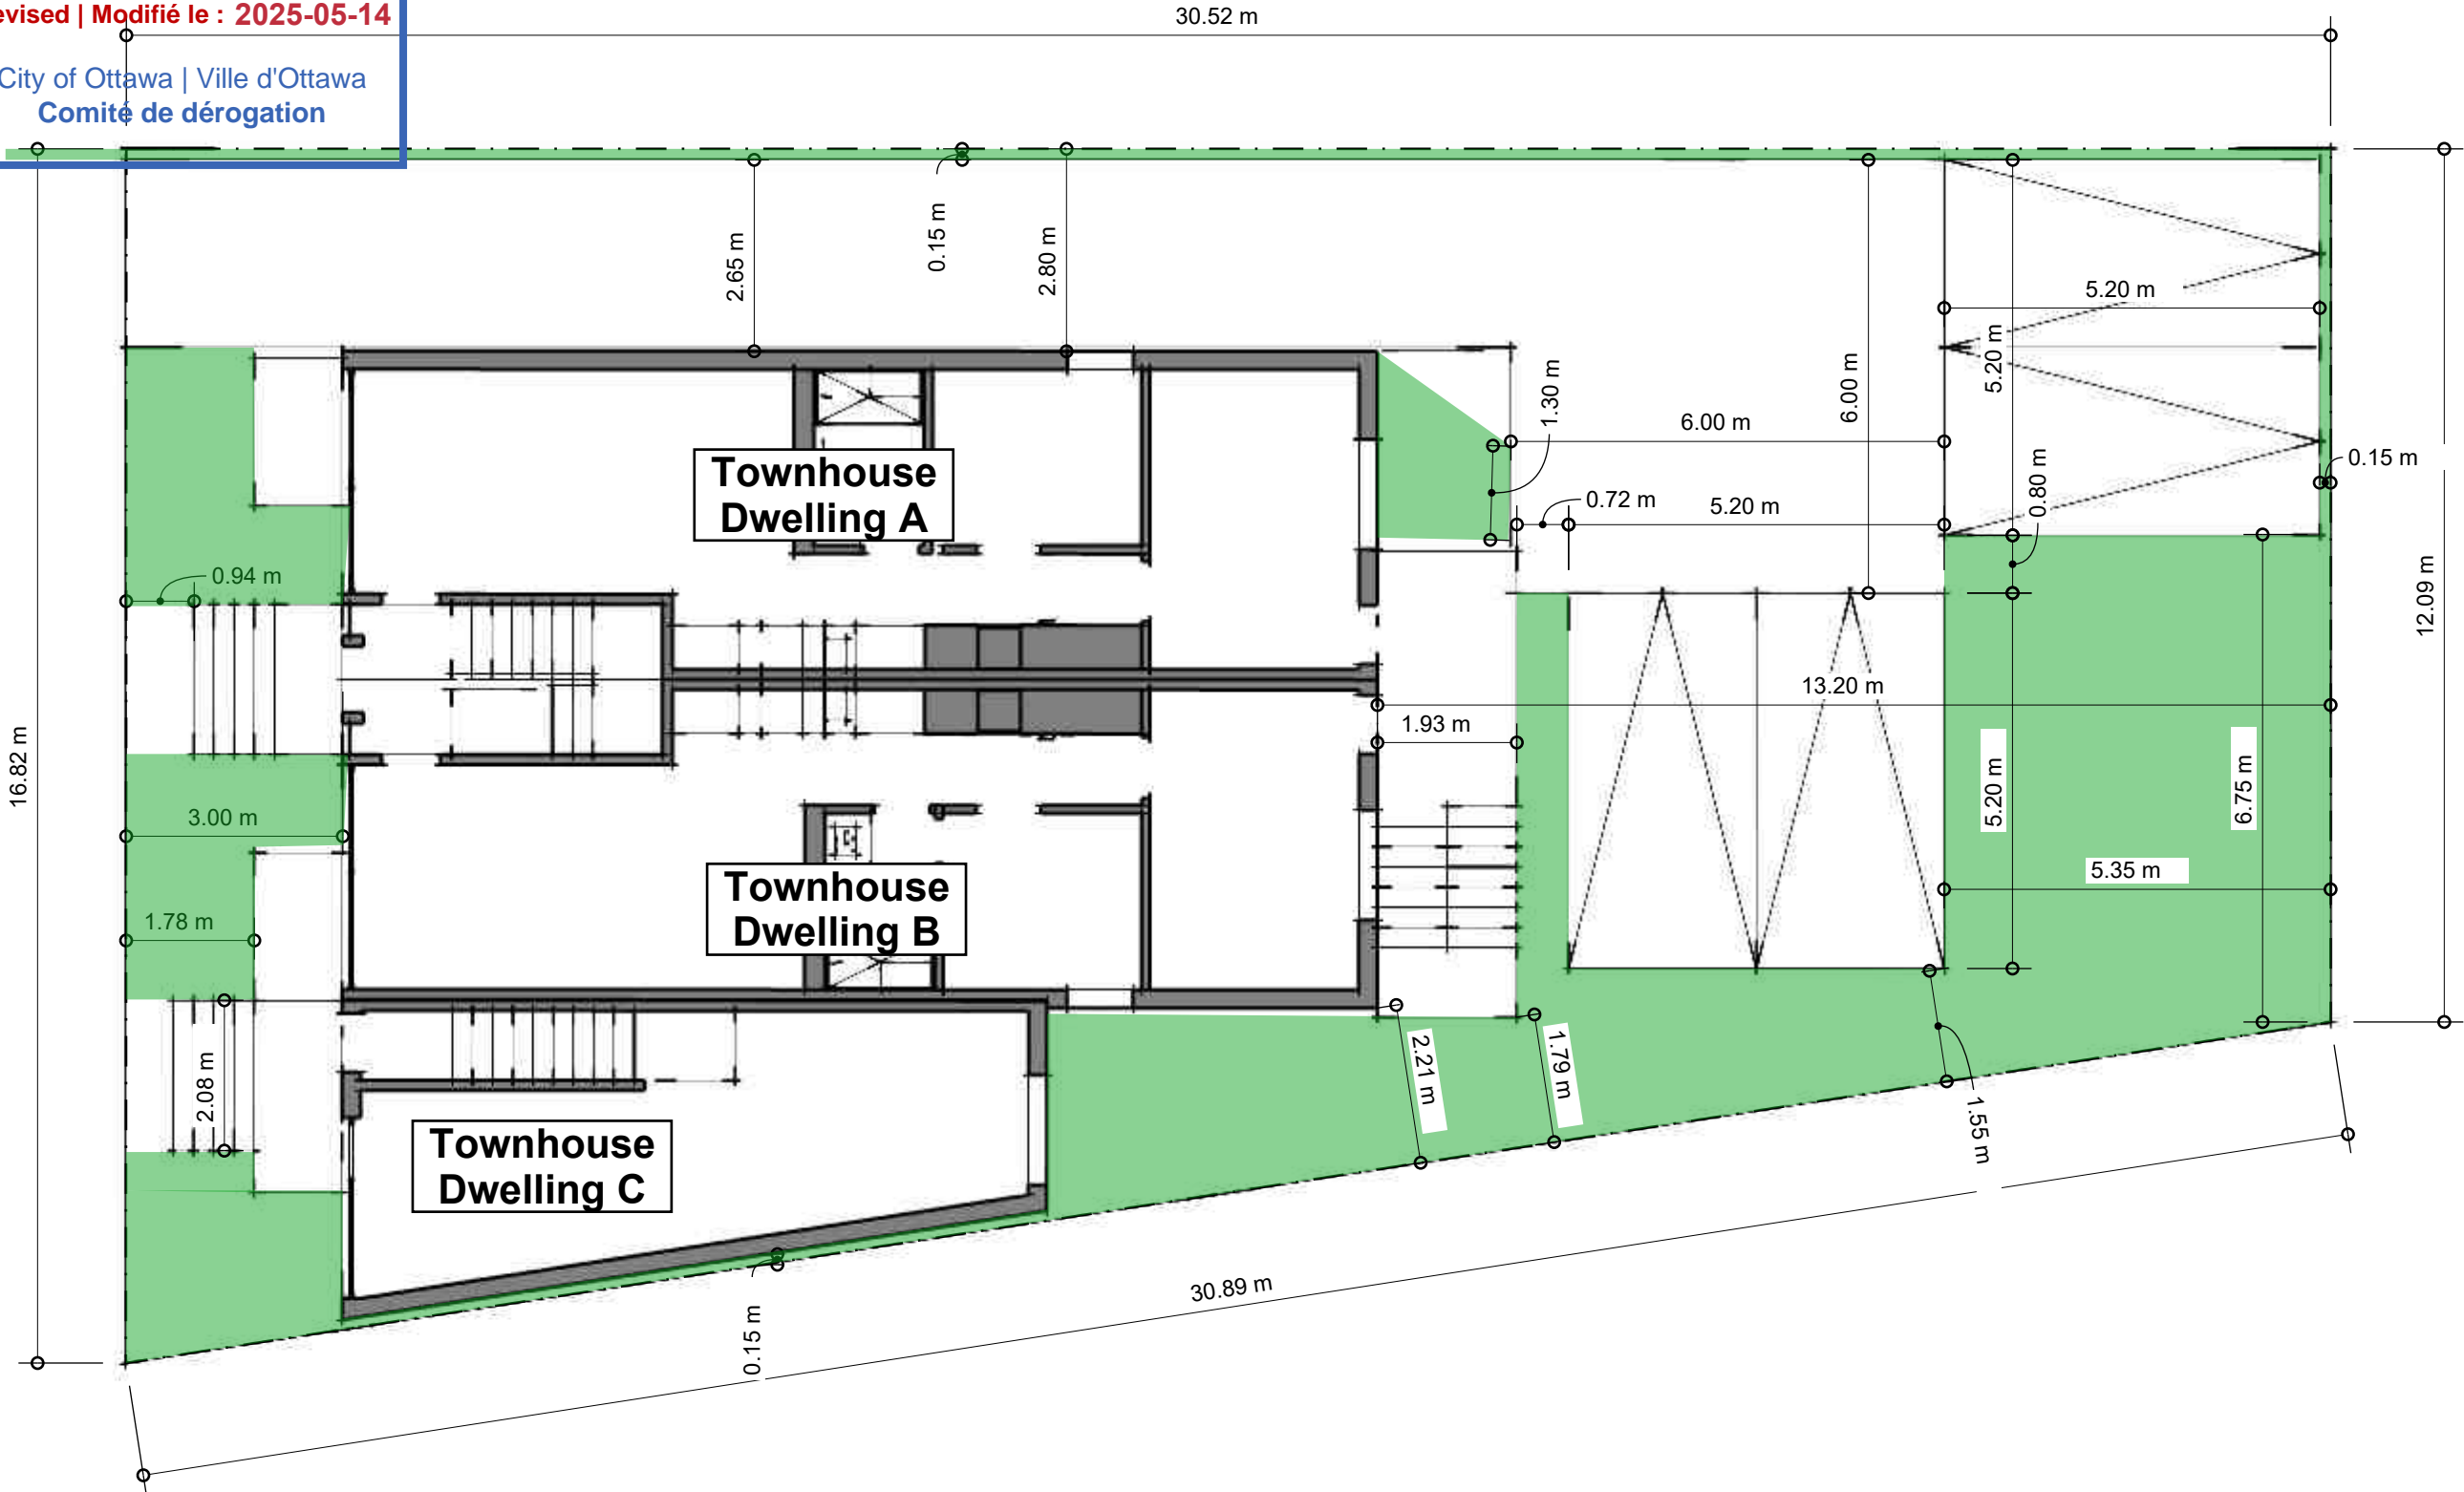 evised | Modifié le : 2025-05-14
City of Ottawa | Ville d'Ottawa
Comité de dérogation
30.52 m
2.65 m
0.15 m
2.80 m
5.20 m
5.20 m
6.00 m
1.30 m
6.00 m
0.15 m
0.72 m
5.20 m
0.80 m
Townhouse
Dwelling A
12.09 m
0.94 m
16.82 m
13.20 m
1.93 m
5.20 m
6.75 m
3.00 m
5.35 m
1.78 m
Townhouse
Dwelling B
2.08 m
2.21 m
1.79 m
1.55 m
Townhouse
Dwelling C
0.15 m
30.89 m